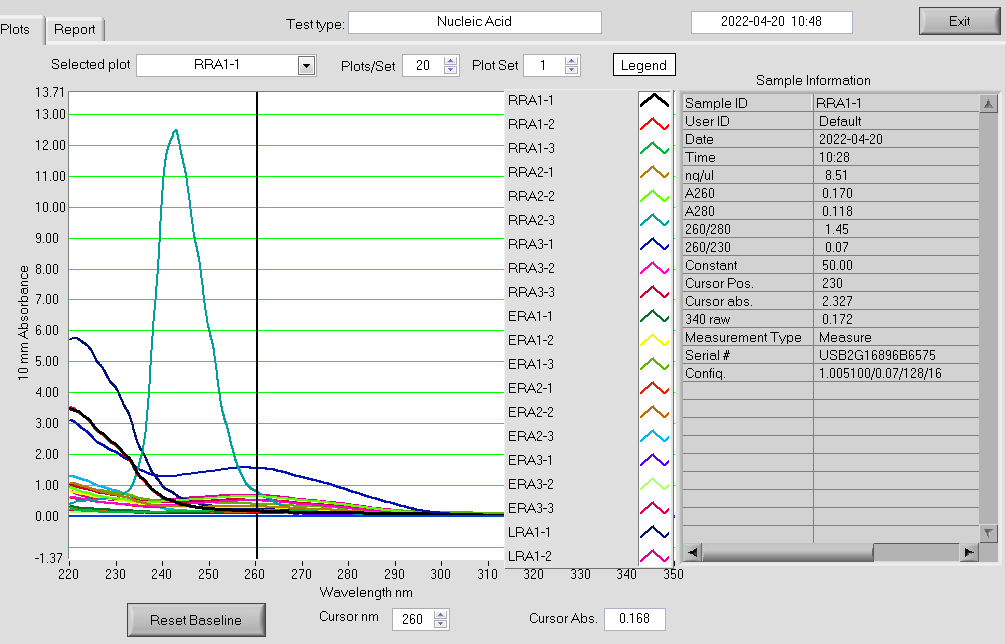 Plots
Report
Test type:
Nucleic Acid
2022-04-20 10:48
Exit
Selected plot
RRA1-1
Plots/Set
20
Plot Set
1
Legend
13.71
13.00
12.00
11.00
10.00
9.00
8.00
7.00
6.00
5.00
4.00
3.00
2.00
1.00
0.00
-1.37
10 mm Absorbance
220 230 240 250 260 270 280 290 300 310 320 330 340 350
Wavelength nm
RRA1-1
RRA1-2
RRA1-3
RRA2-1
RRA2-2
RRA2-3
RRA3-1
RRA3-2
RRA3-3
ERA1-1
ERA1-2
ERA1-3
ERA2-1
ERA2-2
ERA2-3
ERA3-1
ERA3-2
ERA3-3
LRA1-1
LRA1-2
Sample Information
Sample ID RRA1-1
User ID Default
Date 2022-04-20
Time 10:28
ng/ul 8.51
A260 0.170
A280 0.118
260/280 1.45
260/230 0.07
Constant 50.00
Cursor Pos. 230
Cursor abs. 2.327
340 raw 0.172
Measurement Type Measure
Serial # USB2G16896B6575
Config. 1.005100/0.07/128/16
Reset Baseline
Cursor nm
260
Cursor Abs.
0.168